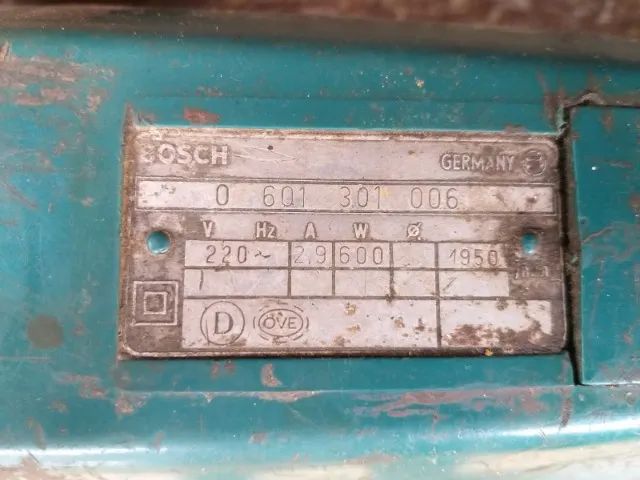 BOSCH GERMANY
0 601 301 006
V Hz A W Ø
220~ 2,9 600 1950
D ÖVE